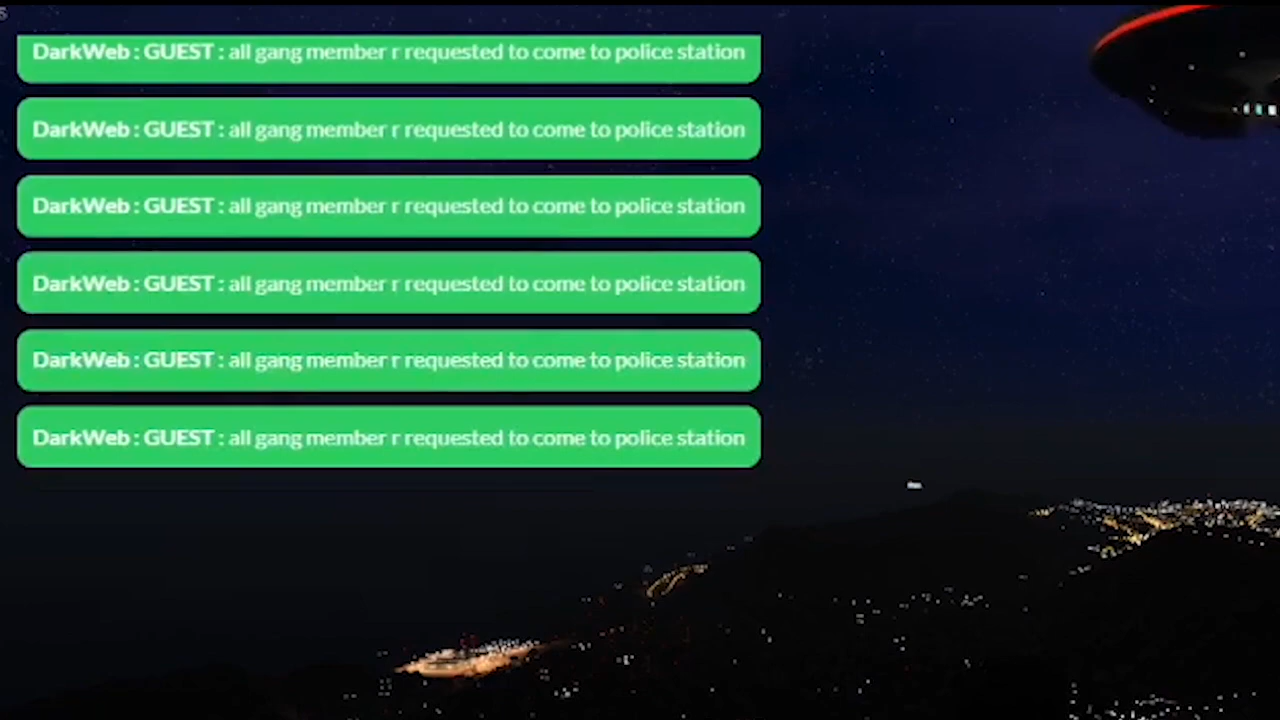 DarkWeb : GUEST : all gang member r requested to come to police station
DarkWeb : GUEST : all gang member r requested to come to police station
DarkWeb : GUEST : all gang member r requested to come to police station
DarkWeb : GUEST : all gang member r requested to come to police station
DarkWeb : GUEST : all gang member r requested to come to police station
DarkWeb : GUEST : all gang member r requested to come to police station